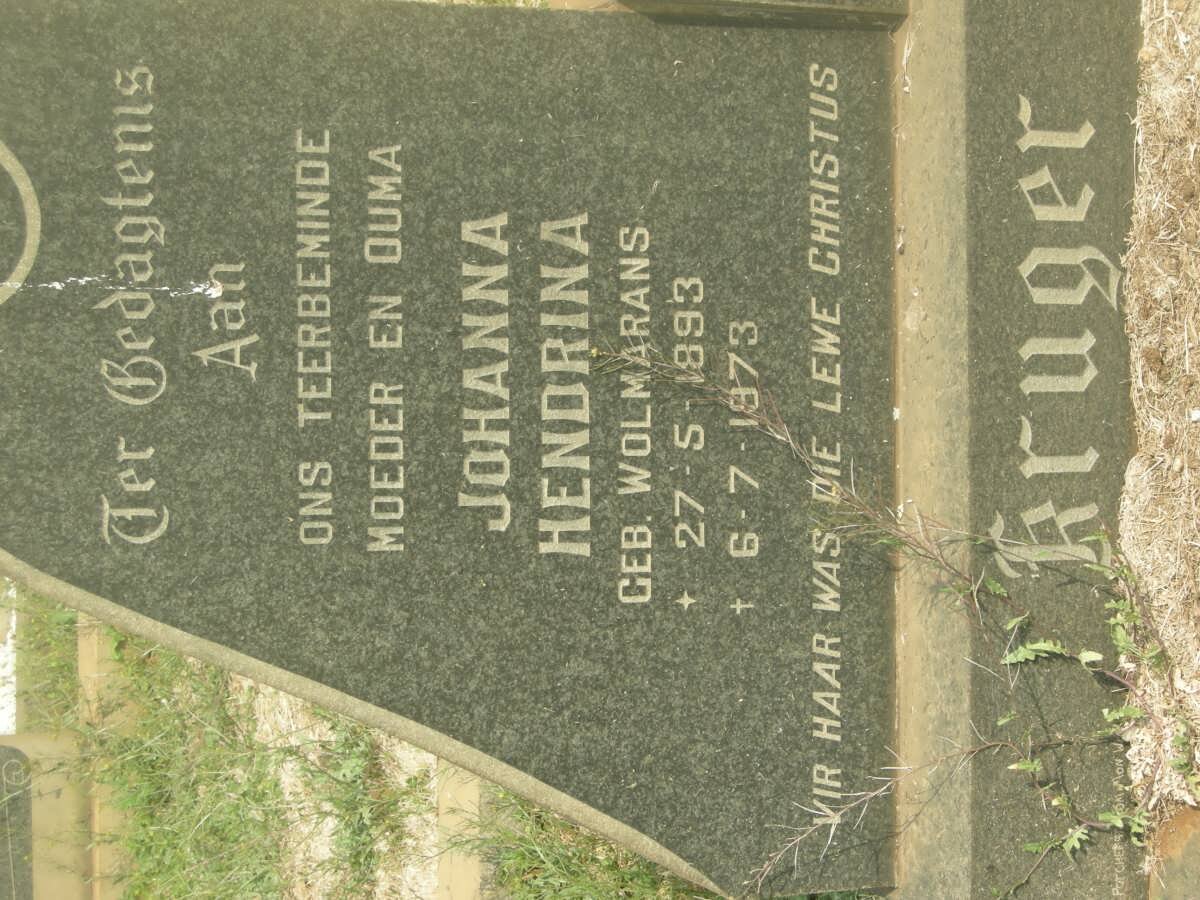 Ter Gedagtenis
Aan
ONS TEERBEMINDE
MOEDER EN OUMA
JOHANNA
HENDRINA
GEB. WOLMARANS
27-5-1893
† 6-7-1973
VIR HAAR WAS DIE LEWE CHRISTUS
Kruger